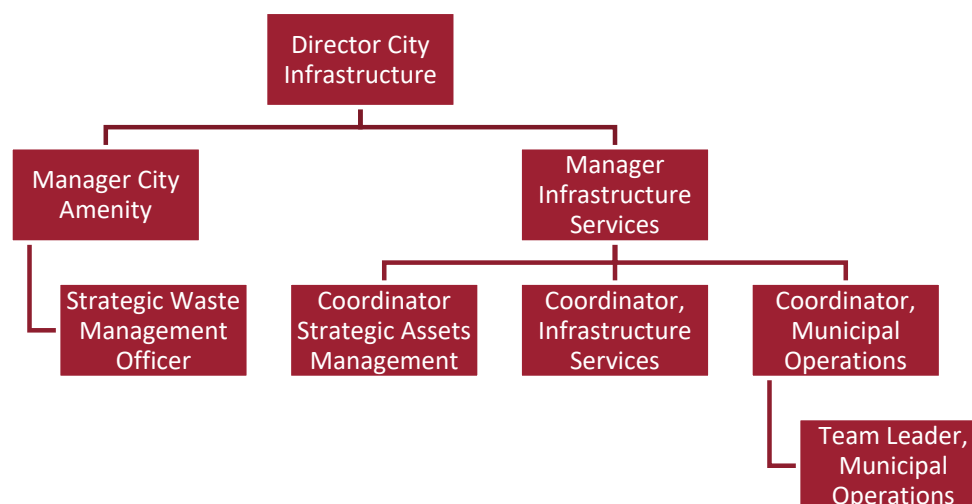 Director City
Infrastructure
Manager City
Amenity
Manager
Infrastructure
Services
Strategic Waste
Management
Officer
Coordinator
Strategic Assets
Management
Coordinator,
Infrastructure
Services
Coordinator,
Municipal
Operations
Team Leader,
Municipal
Operations